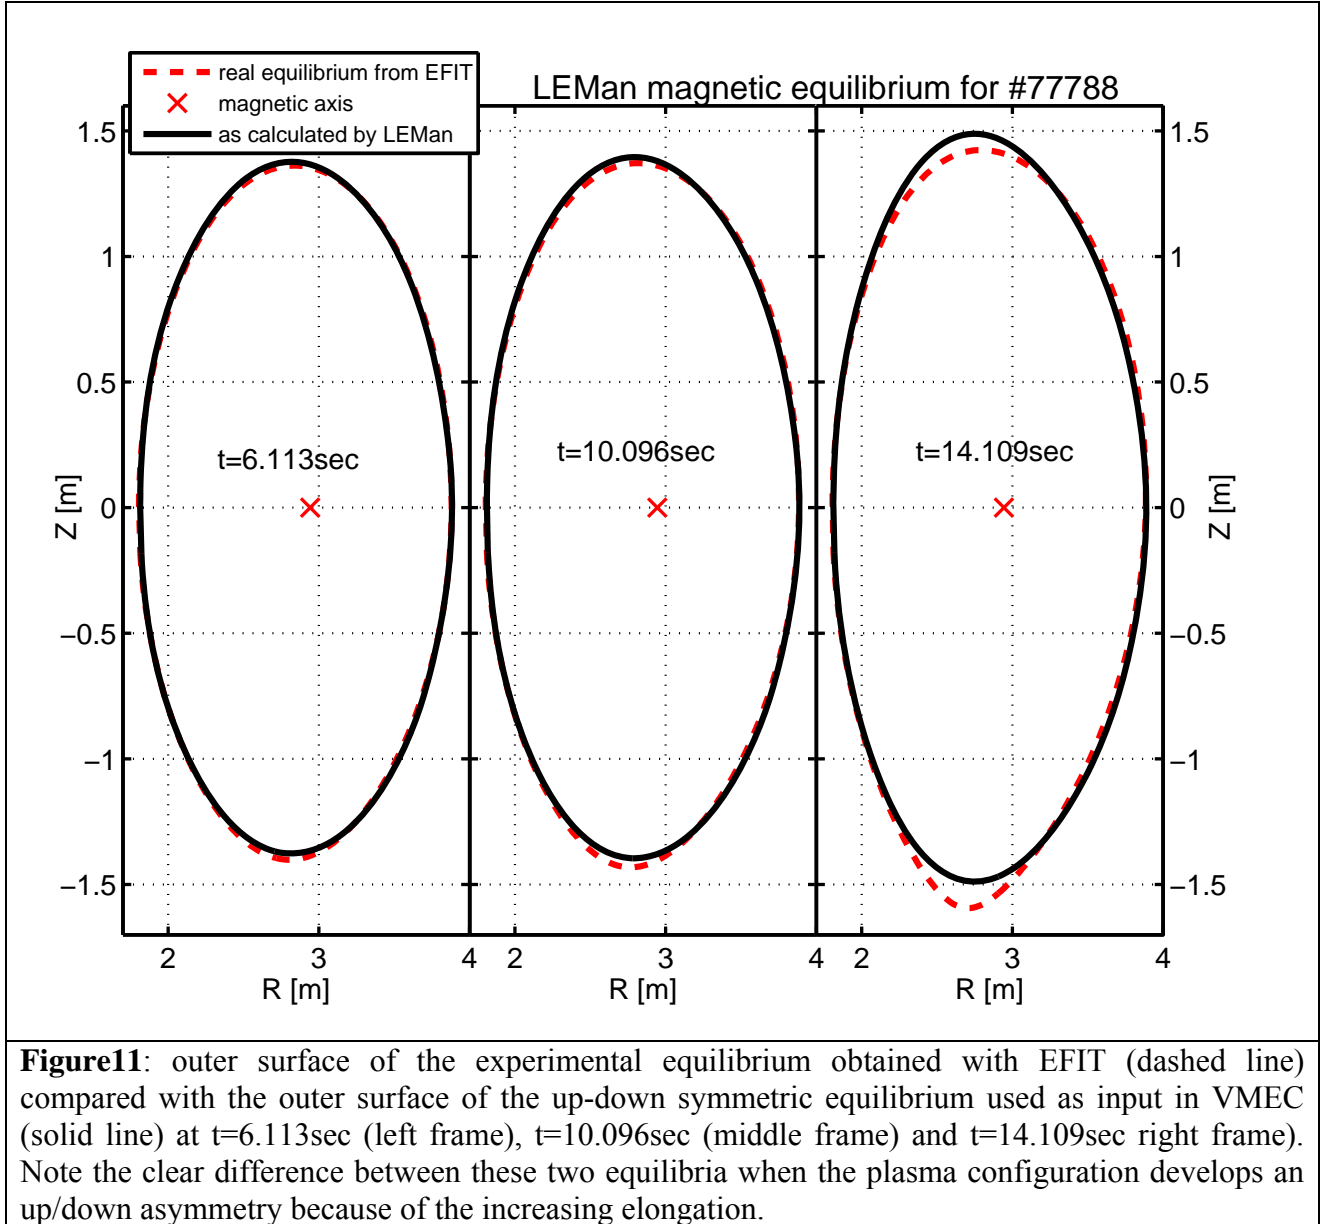 real equilibrium from EFIT
magnetic axis
as calculated by LEMan
LEMan magnetic equilibrium for #77788
1.5
1
0.5
0
−0.5
−1
−1.5
Z [m]
t=6.113sec
t=10.096sec
t=14.109sec
1.5
1
0.5
0
−0.5
−1
−1.5
Z [m]
2 3 4 2 3 4 2 3 4
R [m] R [m] R [m]
Figure11: outer surface of the experimental equilibrium obtained with EFIT (dashed line)
compared with the outer surface of the up-down symmetric equilibrium used as input in VMEC
(solid line) at t=6.113sec (left frame), t=10.096sec (middle frame) and t=14.109sec right frame).
Note the clear difference between these two equilibria when the plasma configuration develops an
up/down asymmetry because of the increasing elongation.